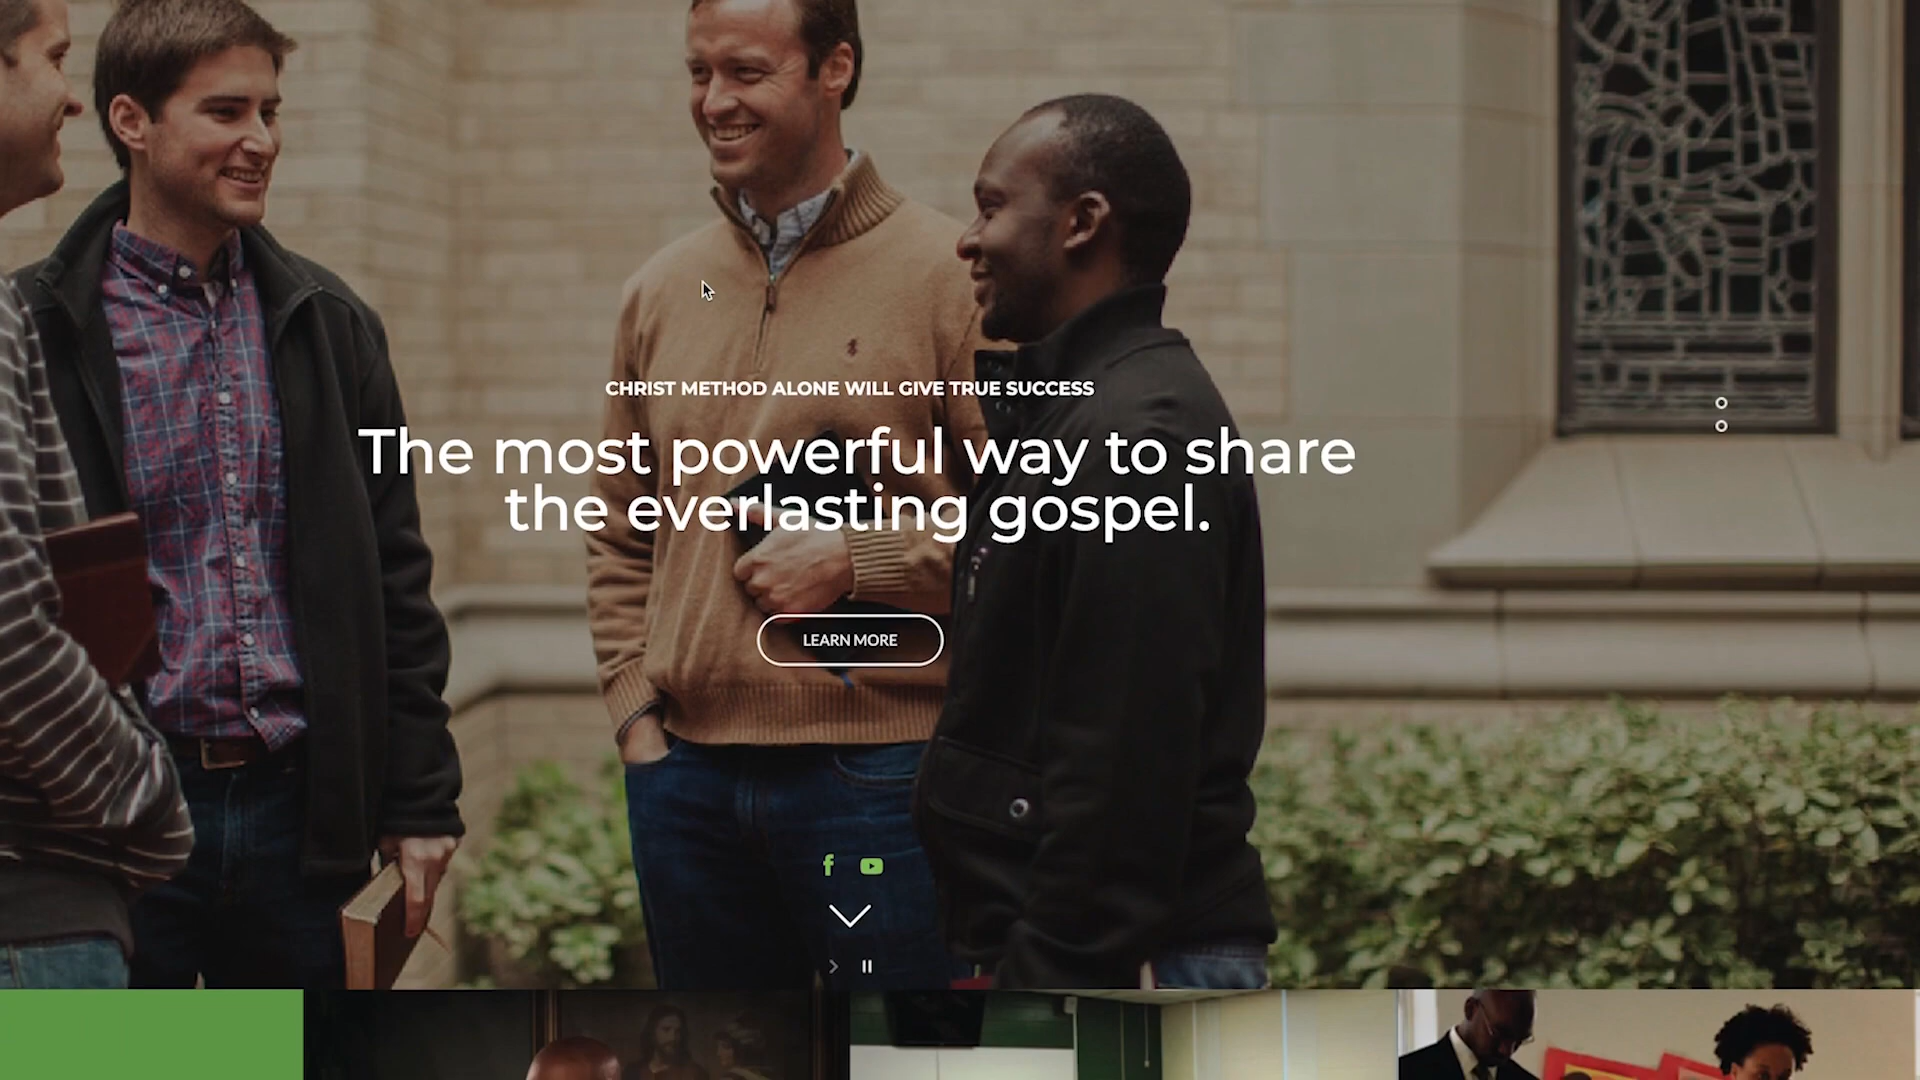 CHRIST METHOD ALONE WILL GIVE TRUE SUCCESS
The most powerful way to share
the everlasting gospel.
LEARN MORE